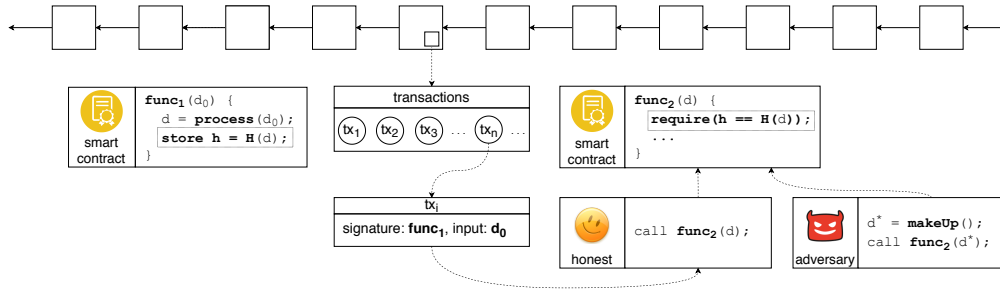 func1(d0) {
d = process(d0);
store h = H(d);
}
smart
contract
transactions
tx1 tx2 tx3 ... txn ...
func2(d) {
require(h == H(d));
...
}
smart
contract
txi
signature: func1, input: d0
call func2(d);
honest
d* = makeUp();
call func2(d*);
adversary